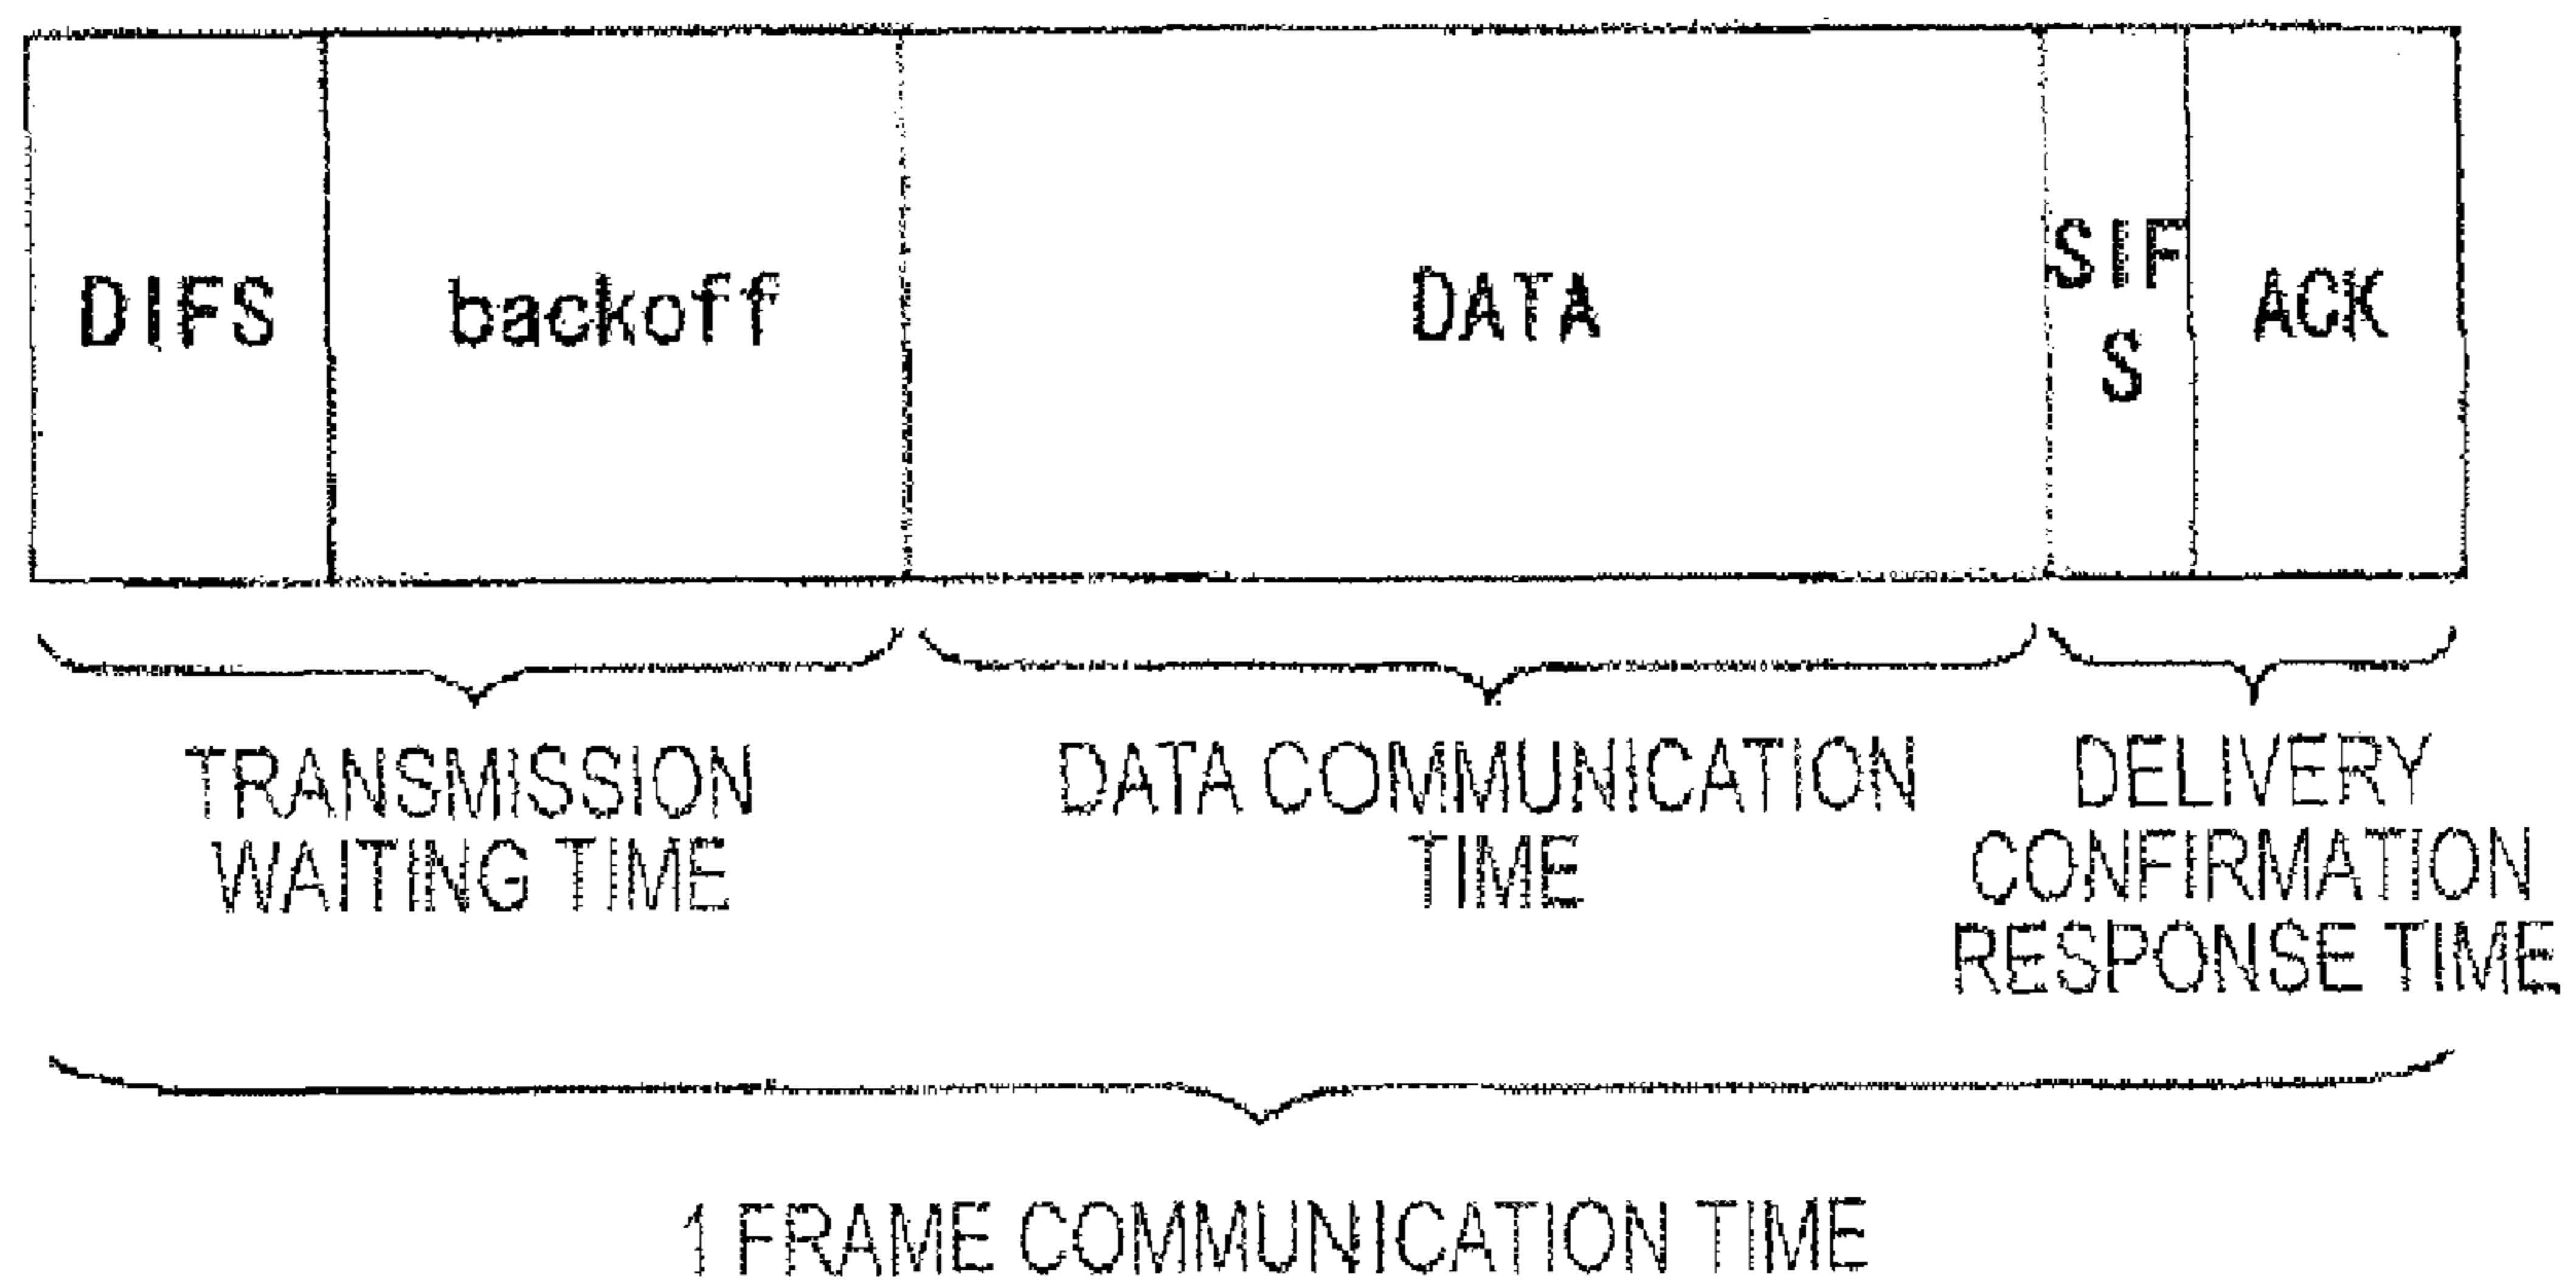 DIFS
backoff
DATA
SIF
S
ACK
TRANSMISSION
WAITING TIME
DATA COMMUNICATION
TIME
DELIVERY
CONFIRMATION
RESPONSE TIME
1 FRAME COMMUNICATION TIME